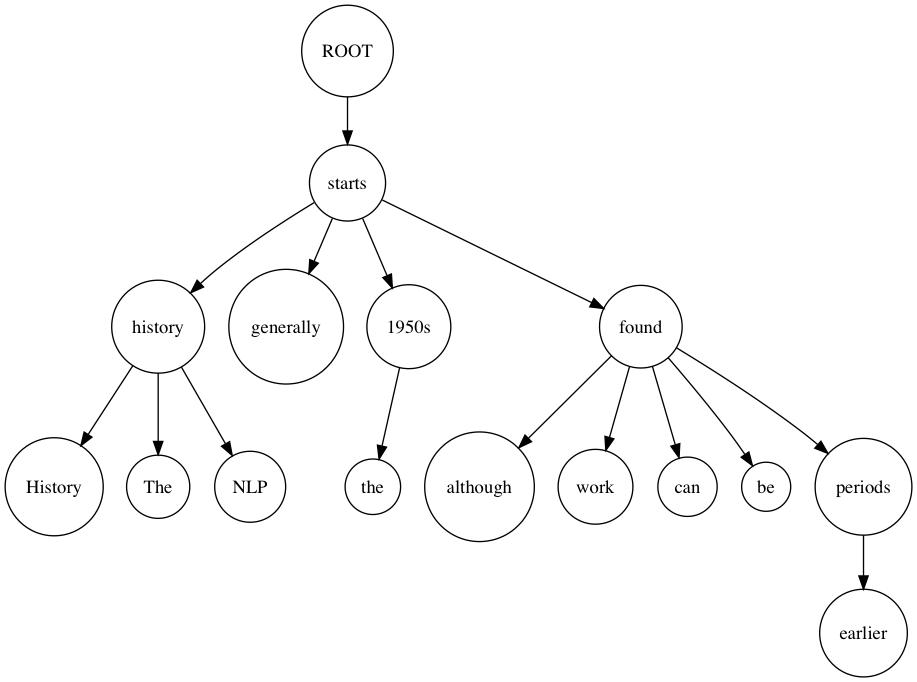 ROOT
starts
history
generally
1950s
found
History
The
NLP
the
although
work
can
be
periods
earlier